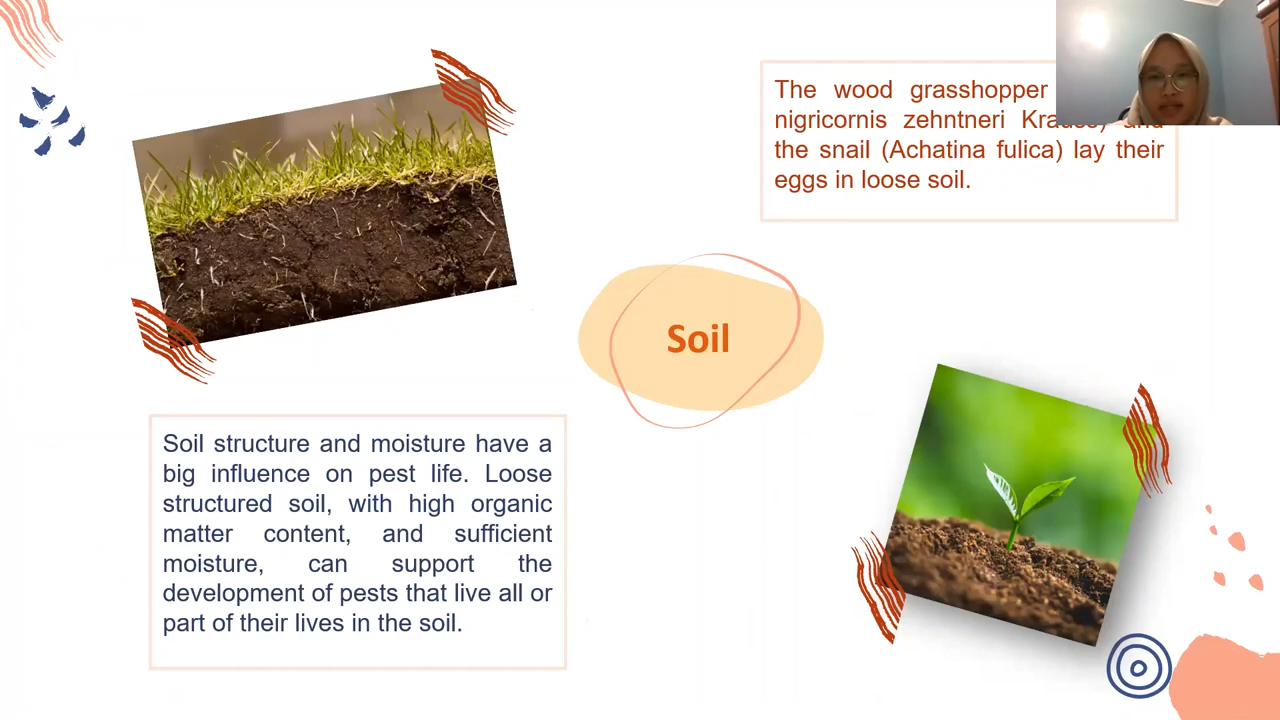 The wood grasshopper
nigricornis zehntneri Krauss) and
the snail (Achatina fulica) lay their
eggs in loose soil.
Soil
Soil structure and moisture have a
big influence on pest life. Loose
structured soil, with high organic
matter content, and sufficient
moisture, can support the
development of pests that live all or
part of their lives in the soil.